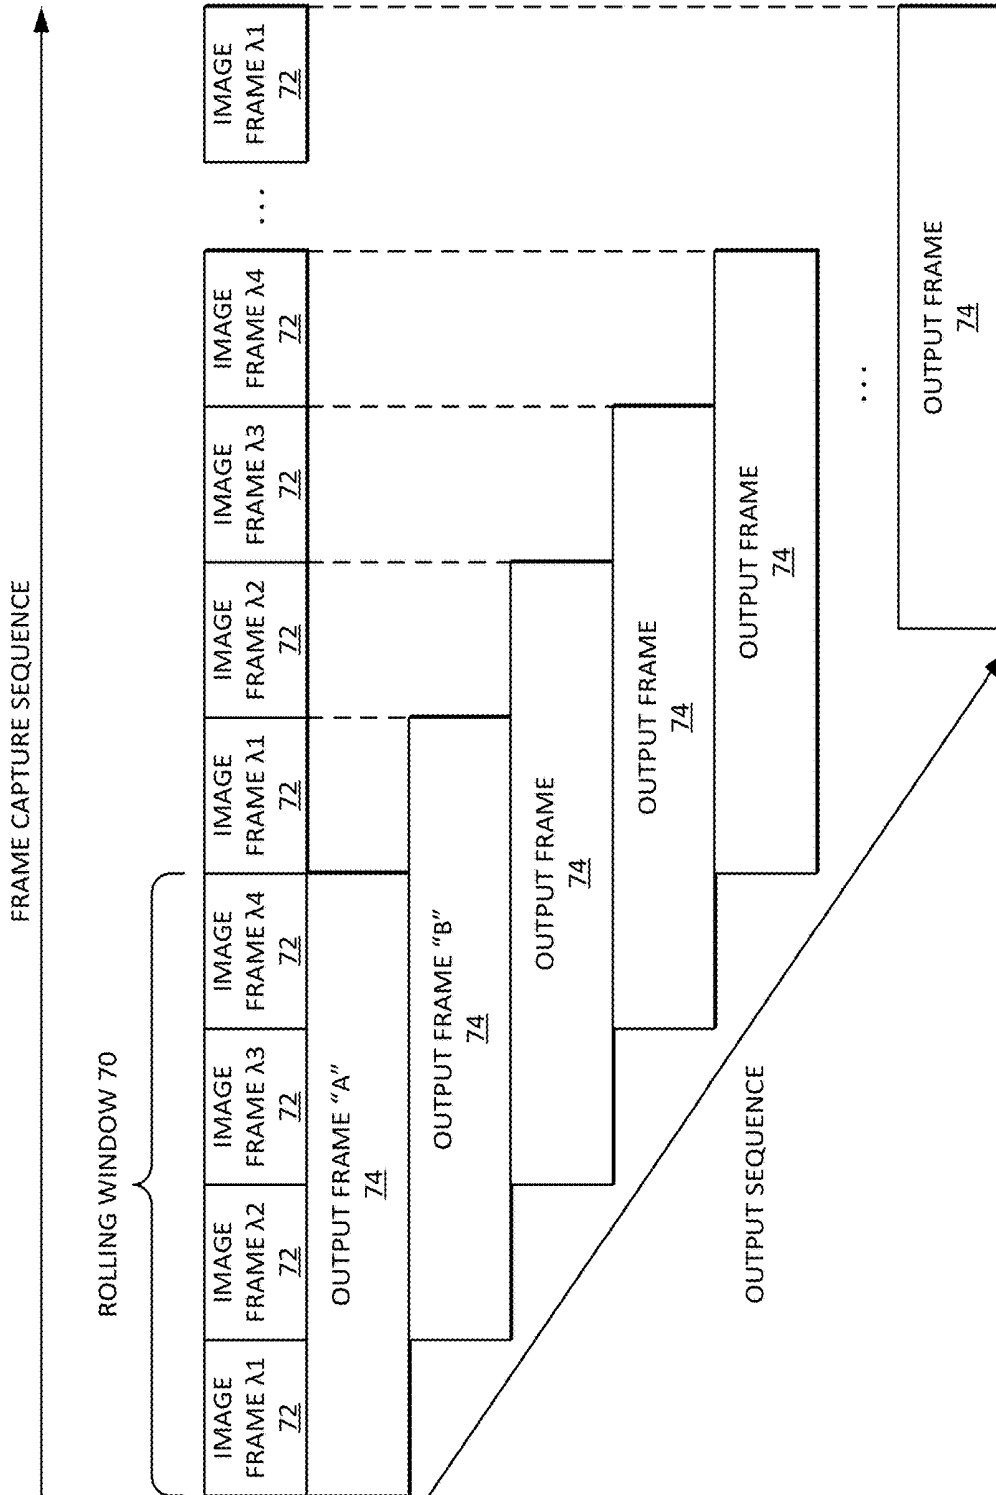 FRAME CAPTURE SEQUENCE
ROLLING WINDOW 70
IMAGE
FRAME λ1
72
IMAGE
FRAME λ2
72
IMAGE
FRAME λ3
72
IMAGE
FRAME λ4
72
IMAGE
FRAME λ1
72
IMAGE
FRAME λ2
72
IMAGE
FRAME λ3
72
IMAGE
FRAME λ4
72
...
IMAGE
FRAME λ1
72
OUTPUT FRAME “A”
74
OUTPUT FRAME “B”
74
OUTPUT FRAME
74
OUTPUT FRAME
74
OUTPUT FRAME
74
...
OUTPUT FRAME
74
OUTPUT SEQUENCE